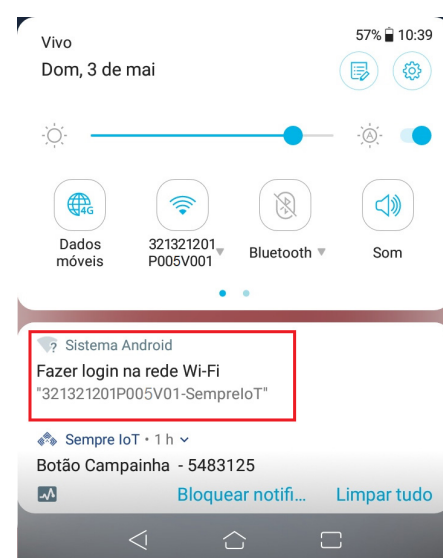 Vivo
57% 10:39
Dom, 3 de mai
A
4G
Dados
móveis
321321201
P005V001
Bluetooth
Som
? Sistema Android
Fazer login na rede Wi-Fi
"321321201P005V01-SempreIoT"
Sempre IoT • 1 h
Botão Campainha - 5483125
Bloquear notifi...
Limpar tudo